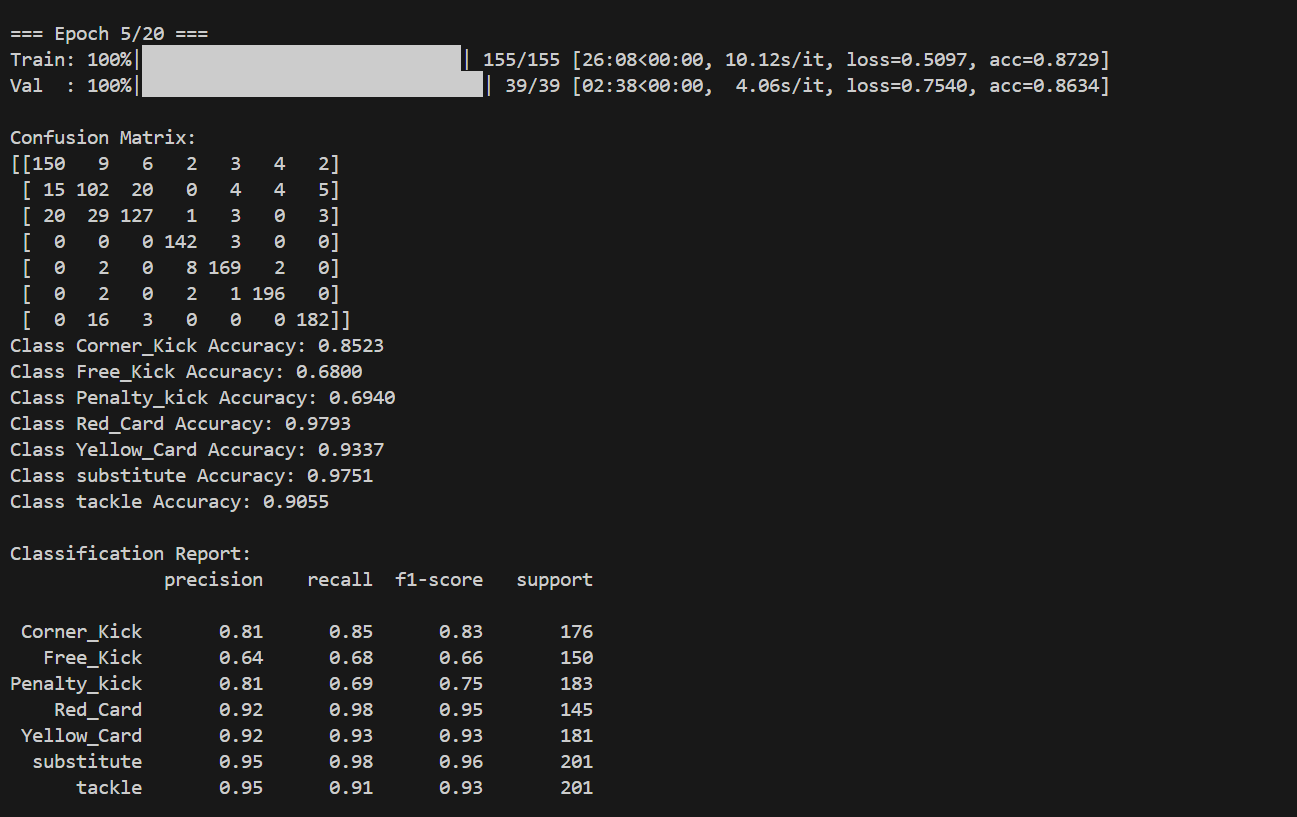 === Epoch 5/20 ===
Train: 100%|██████████| 155/155 [26:08<00:00, 10.12s/it, loss=0.5097, acc=0.8729]
Val  : 100%|██████████| 39/39 [02:38<00:00,  4.06s/it, loss=0.7540, acc=0.8634]
Confusion Matrix:
[[150   9   6   2   3   4   2]
 [ 15 102  20   0   4   4   5]
 [ 20  29 127   1   3   0   3]
 [  0   0   0 142   3   0   0]
 [  0   2   0   8 169   2   0]
 [  0   2   0   2   1 196   0]
 [  0  16   3   0   0   0 182]]
Class Corner_Kick Accuracy: 0.8523
Class Free_Kick Accuracy: 0.6800
Class Penalty_kick Accuracy: 0.6940
Class Red_Card Accuracy: 0.9793
Class Yellow_Card Accuracy: 0.9337
Class substitute Accuracy: 0.9751
Class tackle Accuracy: 0.9055
Classification Report:
              precision    recall  f1-score   support
 Corner_Kick       0.81      0.85      0.83       176
   Free_Kick       0.64      0.68      0.66       150
Penalty_kick       0.81      0.69      0.75       183
    Red_Card       0.92      0.98      0.95       145
 Yellow_Card       0.92      0.93      0.93       181
  substitute       0.95      0.98      0.96       201
      tackle       0.95      0.91      0.93       201